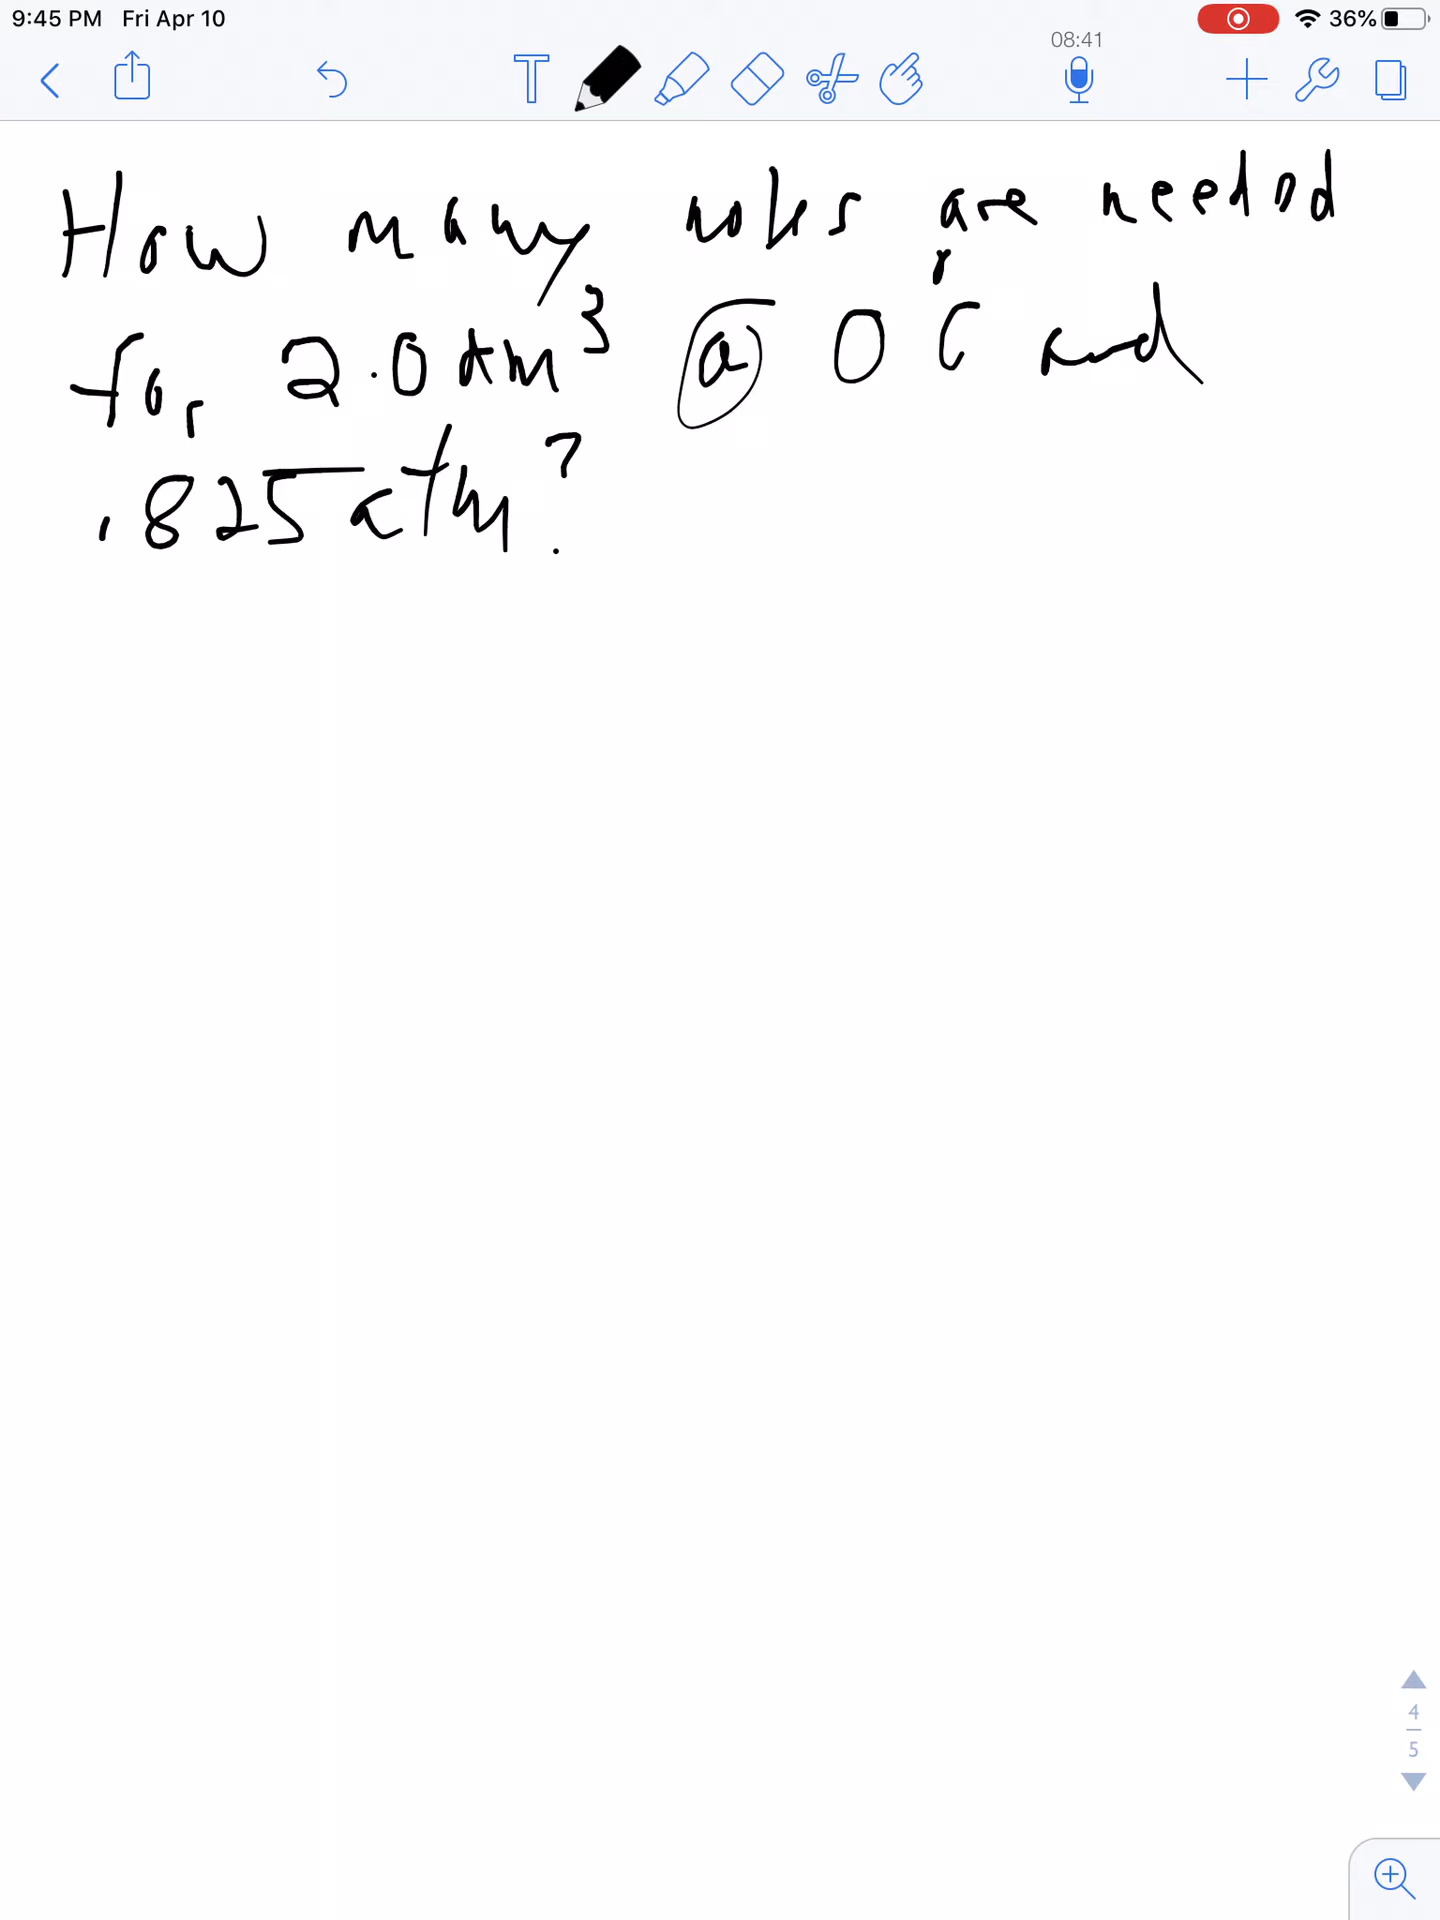 9:45 PM Fri Apr 10
36%
08:41
How many moles are needed
for 2.0 dm³ @ 0°C and
.825 atm?
4
5